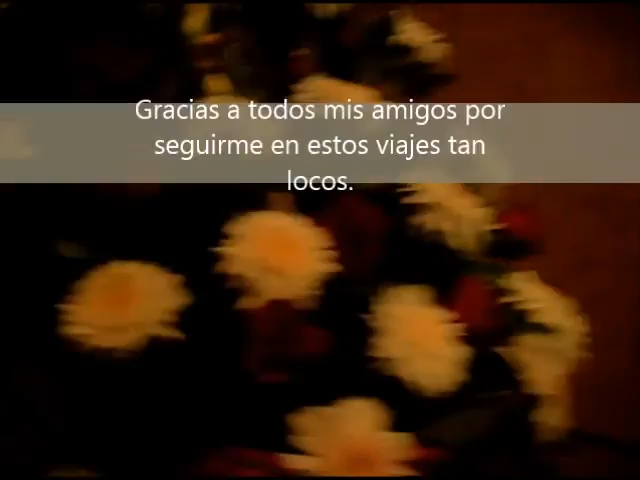 Gracias a todos mis amigos por
seguirme en estos viajes tan
locos.